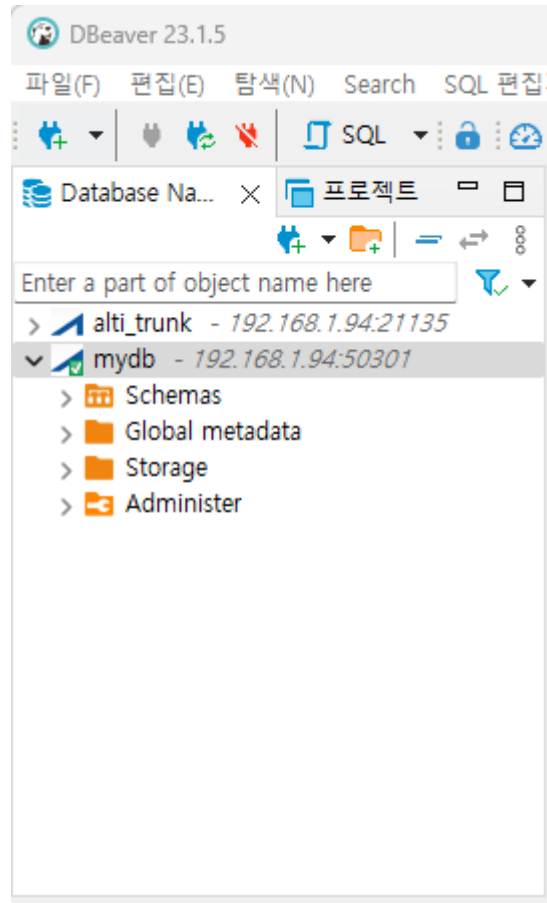 DBeaver 23.1.5
파일(F) 편집(E) 탐색(N) Search SQL 편집
SQL
Database Na... 프로젝트
Enter a part of object name here
alti_trunk - 192.168.1.94:21135
mydb - 192.168.1.94:50301
Schemas
Global metadata
Storage
Administer